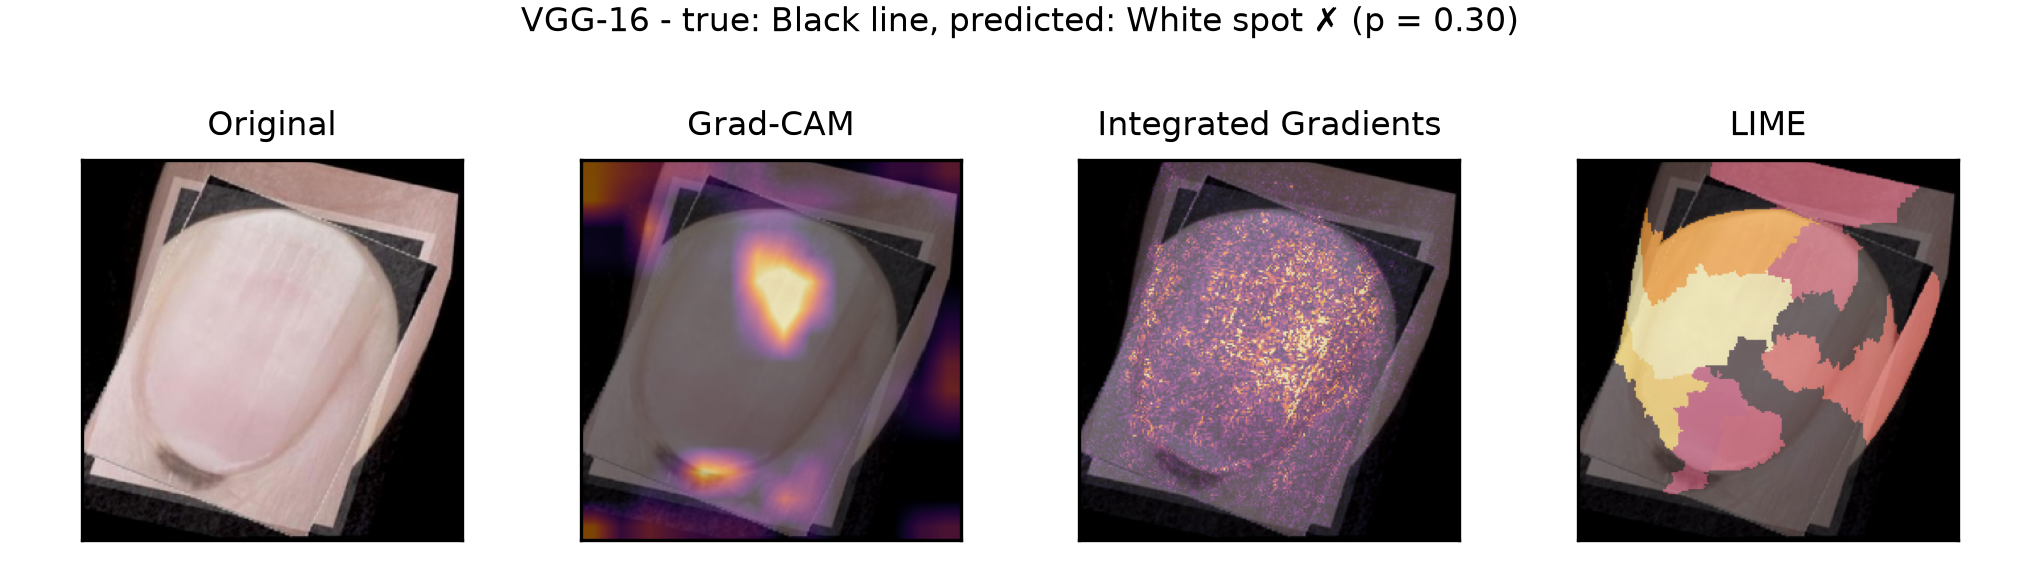 VGG-16 - true: Black line, predicted: White spot ✗ (p = 0.30)
Original
Grad-CAM
Integrated Gradients
LIME